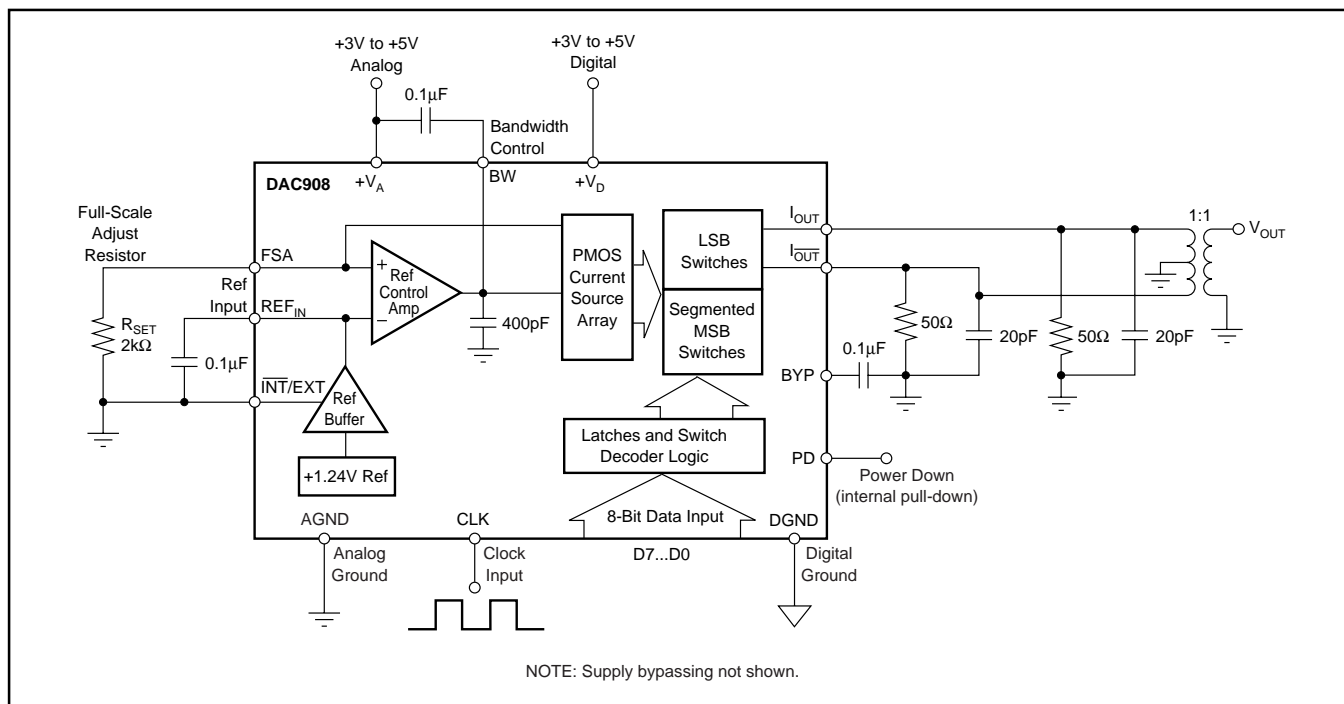 +3V to +5V
Analog
+3V to +5V
Digital
0.1µF
Bandwidth
Control
DAC908
+VA
BW
+VD
Full-Scale
Adjust
Resistor
FSA
Ref
Input
REFIN
RSET
2kΩ
0.1µF
INT/EXT
+
Ref
Control
Amp
–
400pF
Ref
Buffer
+1.24V Ref
PMOS
Current
Source
Array
LSB
Switches
Segmented
MSB
Switches
Latches and Switch
Decoder Logic
8-Bit Data Input
IOUT
IOUT
1:1
VOUT
50Ω
20pF
50Ω
20pF
0.1µF
BYP
PD
Power Down
(internal pull-down)
AGND
CLK
DGND
Analog
Ground
Clock
Input
D7...D0
Digital
Ground
NOTE: Supply bypassing not shown.